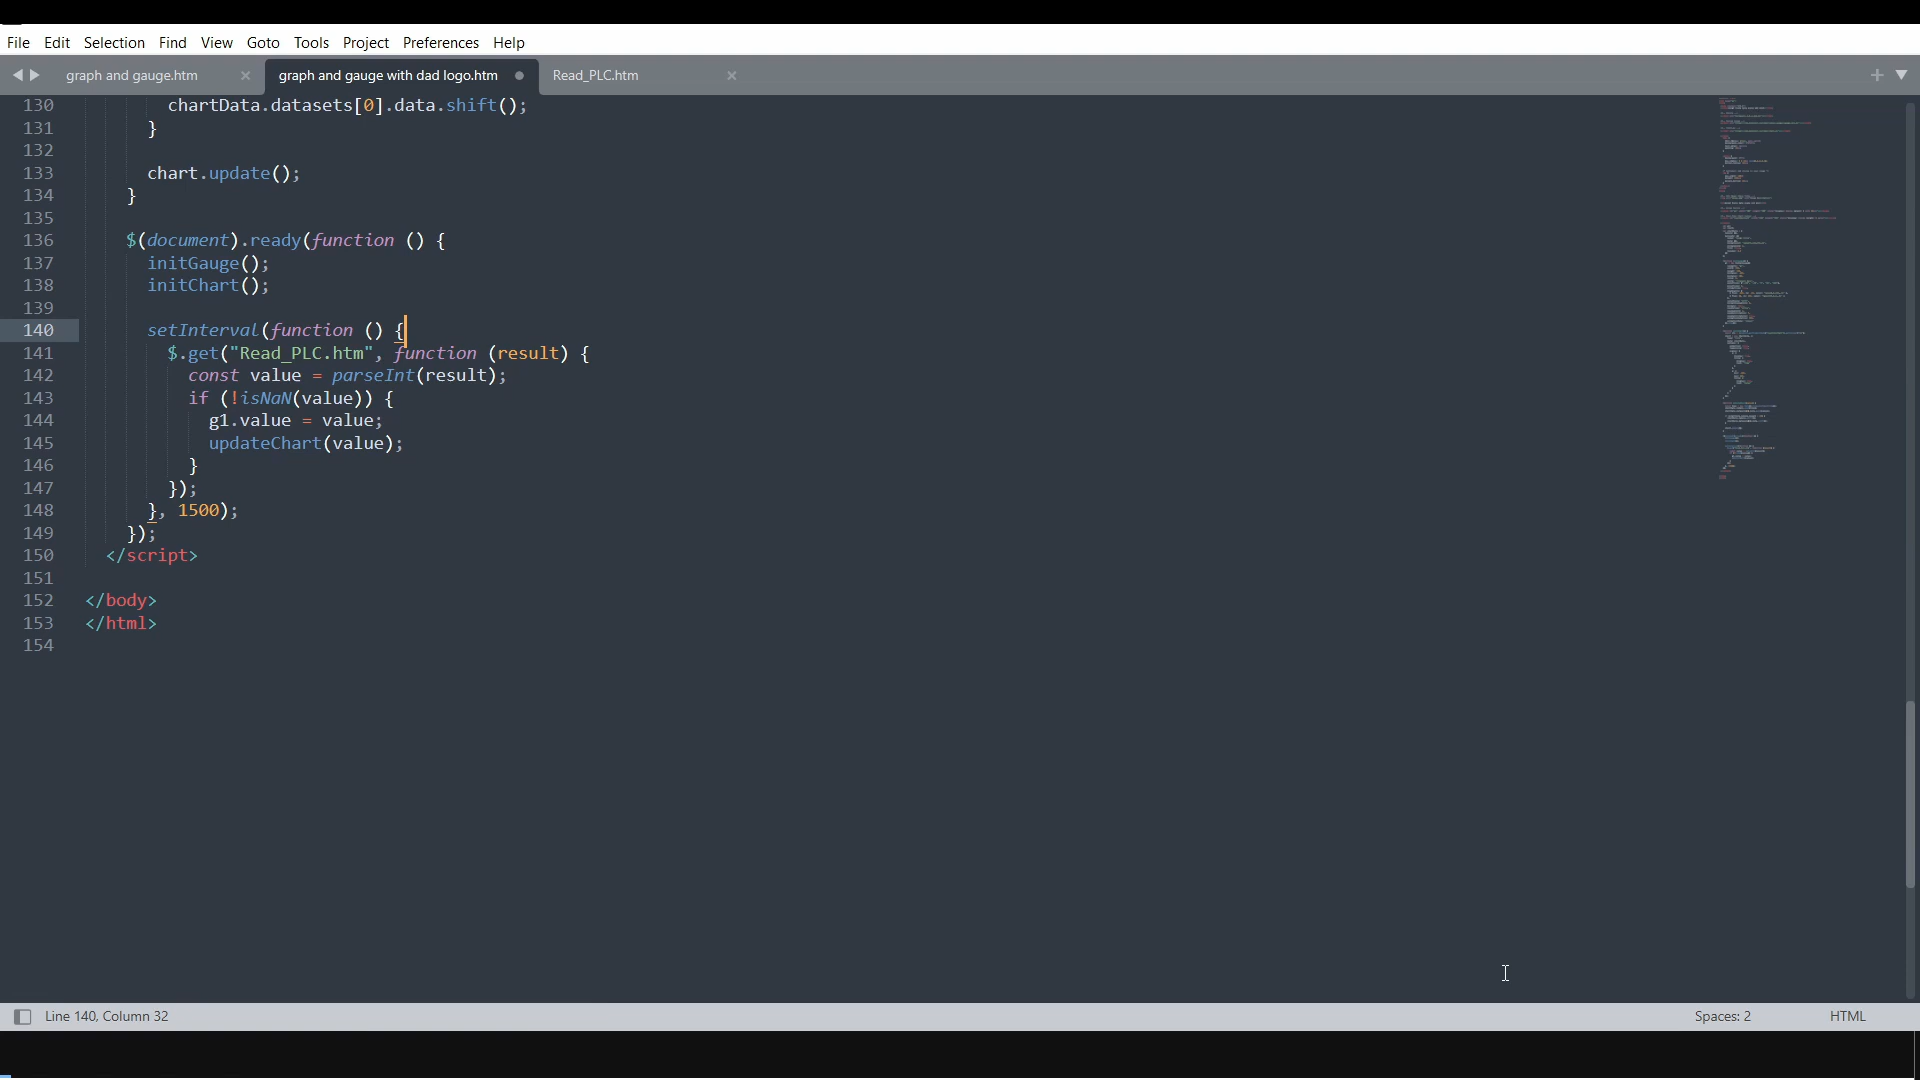 File Edit Selection Find View Goto Tools Project Preferences Help
graph and gauge.htm graph and gauge with dad logo.htm Read_PLC.htm
130 chartData.datasets[0].data.shift();
131 }
132
133 chart.update();
134 }
135
136 $(document).ready(function () {
137 initGauge();
138 initChart();
139
140 setInterval(function () {
141 $.get("Read_PLC.htm", function (result) {
142 const value = parseInt(result);
143 if (!isNaN(value)) {
144 g1.value = value;
145 updateChart(value);
146 }
147 });
148 }, 1500);
149 });
150 </script>
151
152 </body>
153 </html>
154
Line 140, Column 32 Spaces: 2 HTML